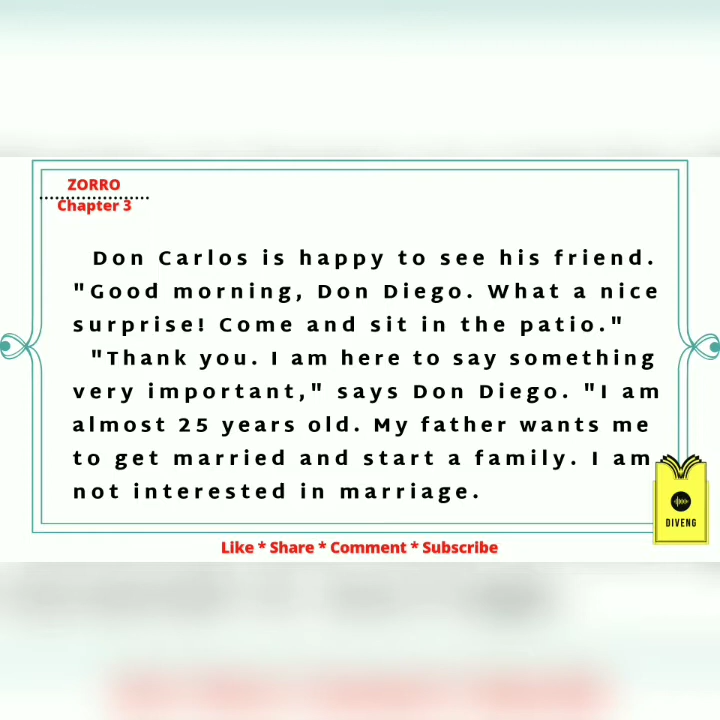 ZORRO
Chapter 3
Don Carlos is happy to see his friend.
"Good morning, Don Diego. What a nice
surprise! Come and sit in the patio."
"Thank you. I am here to say something
very important," says Don Diego. "I am
almost 25 years old. My father wants me
to get married and start a family. I am
not interested in marriage.
DIVENG
Like * Share * Comment * Subscribe